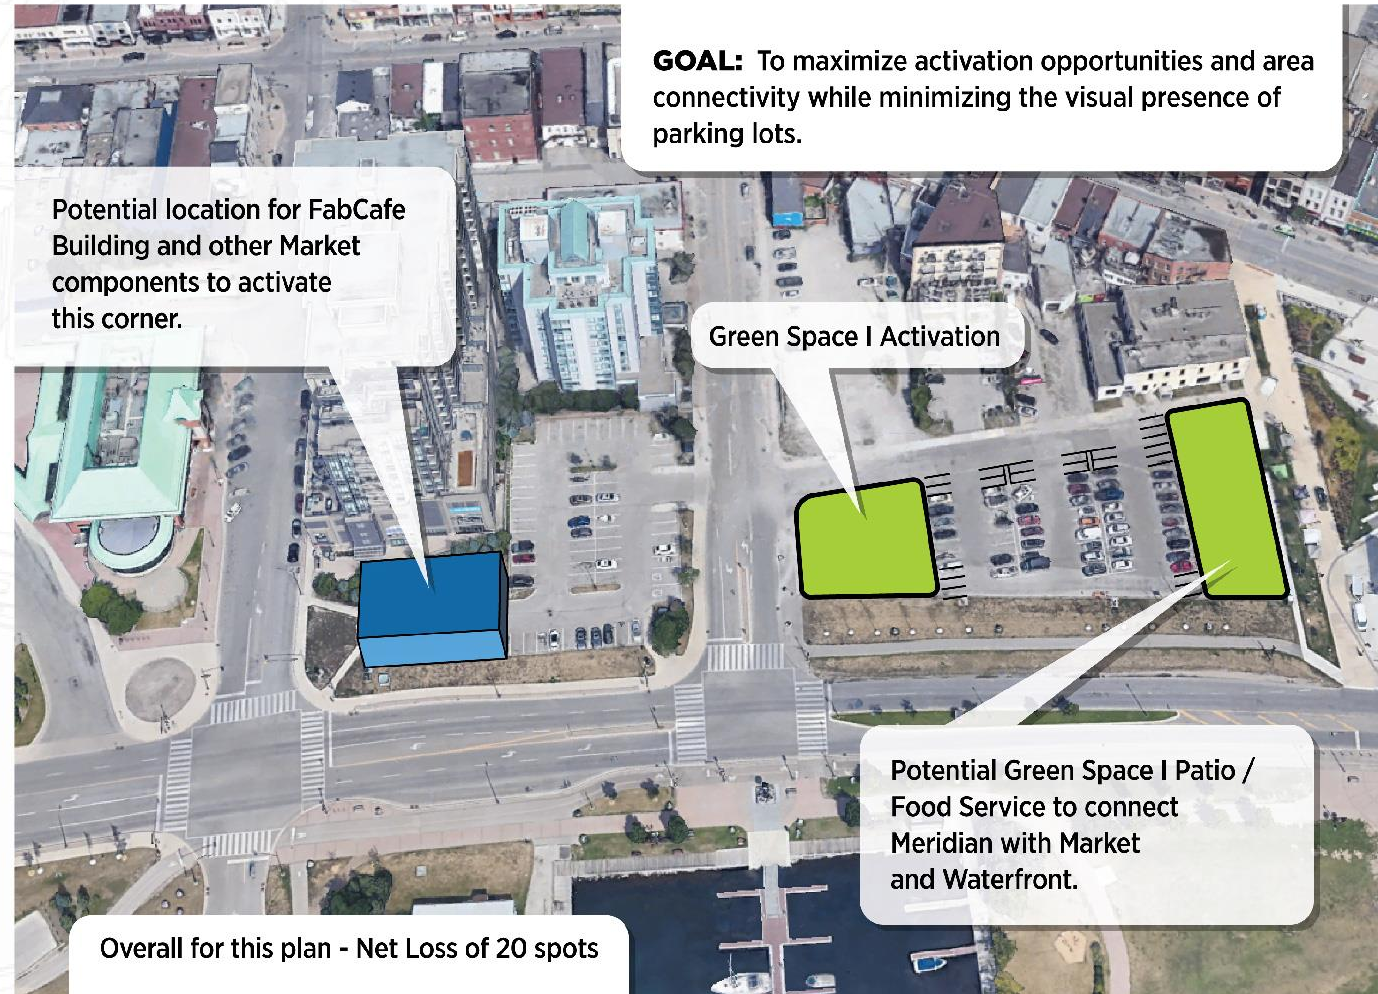 GOAL: To maximize activation opportunities and area
connectivity while minimizing the visual presence of
parking lots.
Potential location for FabCafe
Building and other Market
components to activate
this corner.
Green Space I Activation
Potential Green Space I Patio /
Food Service to connect
Meridian with Market
and Waterfront.
Overall for this plan - Net Loss of 20 spots